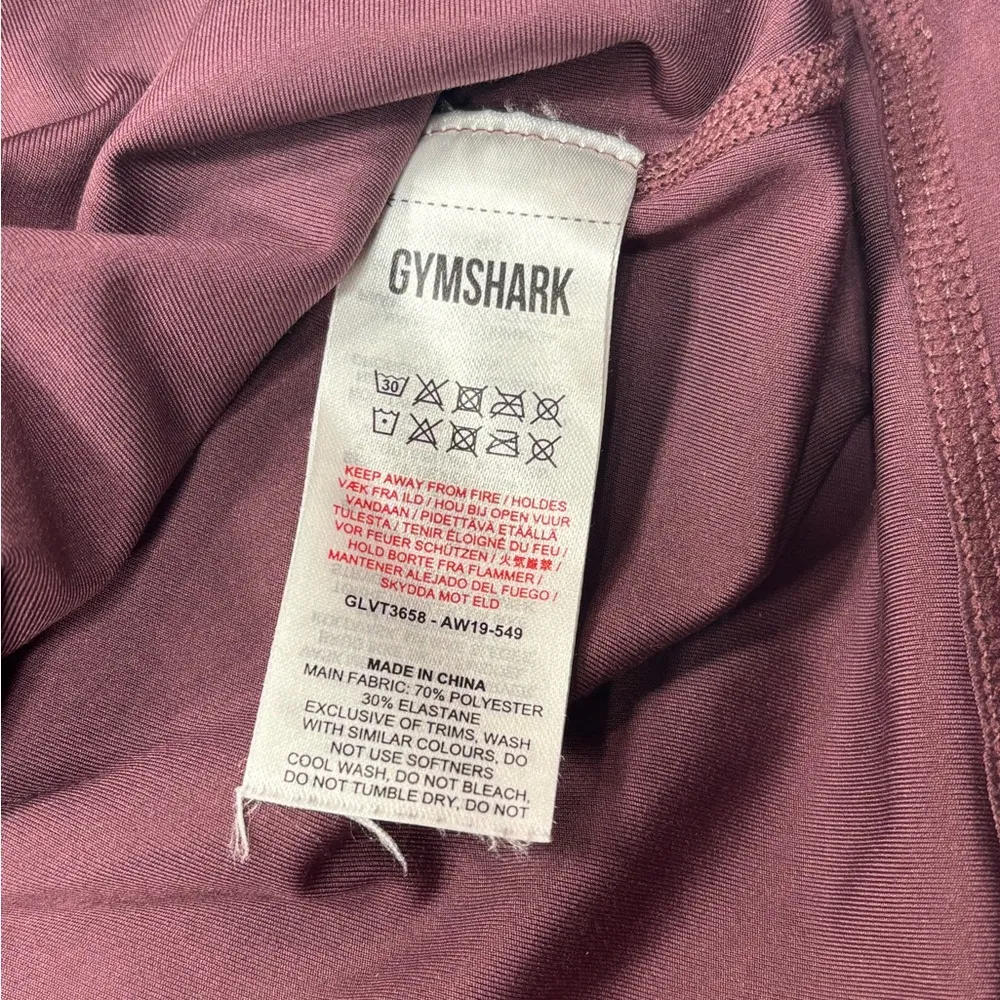 GYMSHARK
30
KEEP AWAY FROM FIRE / HOLDES
VÆK FRA ILD / HOU BIJ OPEN VUUR
VANDAAN / PIDETTÄVÄ ETÄÄLLÄ
TULESTA / TENIR ÉLOIGNÉ DU FEU /
VOR FEUER SCHÜTZEN / 火気厳禁 /
HOLD BORTE FRA FLAMMER /
MANTENER ALEJADO DEL FUEGO /
SKYDDA MOT ELD
GLVT3658 - AW19-549
MADE IN CHINA
MAIN FABRIC: 70% POLYESTER
30% ELASTANE
EXCLUSIVE OF TRIMS, WASH
WITH SIMILAR COLOURS, DO
NOT USE SOFTNERS
COOL WASH, DO NOT BLEACH,
DO NOT TUMBLE DRY, DO NOT